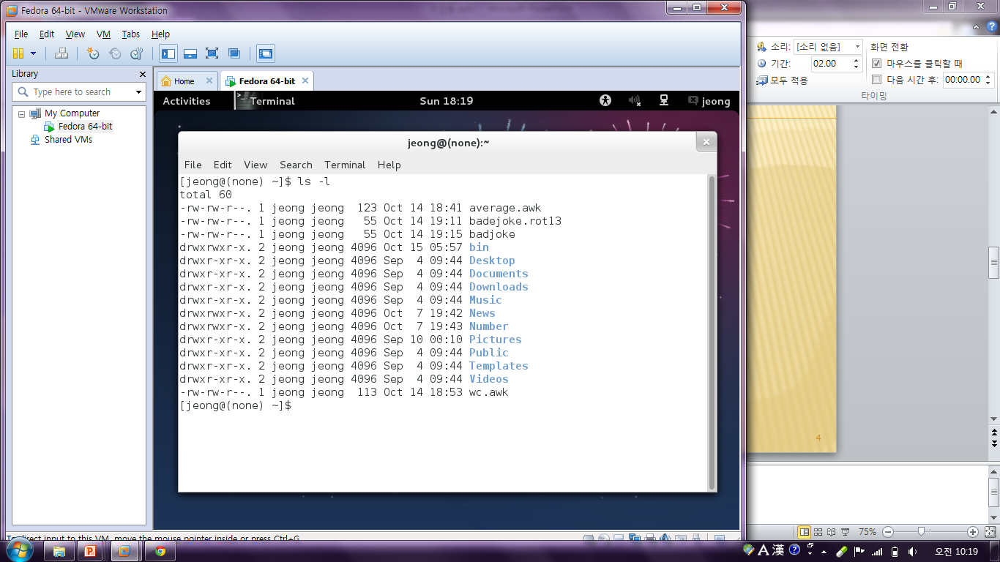 Fedora 64-bit - VMware Workstation
File Edit View VM Tabs Help
Library
Type here to search
My Computer
Fedora 64-bit
Shared VMs
Home
Fedora 64-bit
Activities
Terminal
Sun 18:19
jeong
jeong@(none):~
File Edit View Search Terminal Help
[jeong@(none) ~]$ ls -l
total 60
-rw-rw-r--. 1 jeong jeong 123 Oct 14 18:41 average.awk
-rw-rw-r--. 1 jeong jeong 55 Oct 14 19:11 badejoke.rot13
-rw-rw-r--. 1 jeong jeong 55 Oct 14 19:15 badjoke
drwxrwxr-x. 2 jeong jeong 4096 Oct 15 05:57 bin
drwxr-xr-x. 2 jeong jeong 4096 Sep 4 09:44 Desktop
drwxr-xr-x. 2 jeong jeong 4096 Sep 4 09:44 Documents
drwxr-xr-x. 2 jeong jeong 4096 Sep 4 09:44 Downloads
drwxr-xr-x. 2 jeong jeong 4096 Sep 4 09:44 Music
drwxrwxr-x. 2 jeong jeong 4096 Oct 7 19:42 News
drwxrwxr-x. 2 jeong jeong 4096 Oct 7 19:43 Number
drwxr-xr-x. 2 jeong jeong 4096 Sep 10 00:10 Pictures
drwxr-xr-x. 2 jeong jeong 4096 Sep 4 09:44 Public
drwxr-xr-x. 2 jeong jeong 4096 Sep 4 09:44 Templates
drwxr-xr-x. 2 jeong jeong 4096 Sep 4 09:44 Videos
-rw-rw-r--. 1 jeong jeong 113 Oct 14 18:53 wc.awk
[jeong@(none) ~]$
To direct input to this VM, move the mouse pointer inside or press Ctrl+G.
소리: [소리 없음]
기간: 02.00
모두 적용
화면 전환
마우스를 클릭할 때
다음 시간 후: 00:00.00
타이밍
4
75%
A 漢
오전 10:19